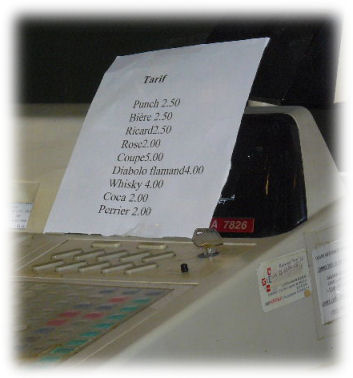 Tarif
Punch 2.50
Bière 2.50
Ricard2.50
Rose2.00
Coupe5.00
Diabolo flamand4.00
Whisky 4.00
Coca 2.00
Perrier 2.00
A 7826